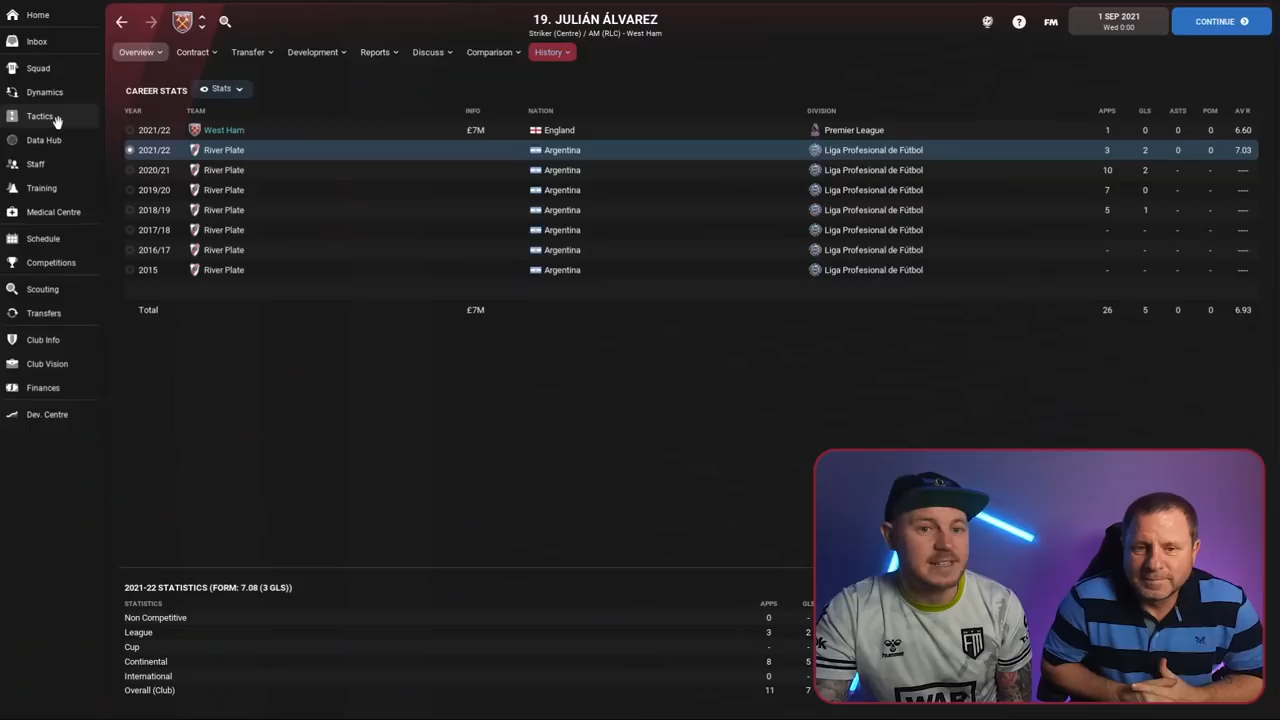 Home
Inbox
Squad
Dynamics
Tactics
Data Hub
Staff
Training
Medical Centre
Schedule
Competitions
Scouting
Transfers
Club Info
Club Vision
Finances
Dev. Centre
19. JULIÁN ÁLVAREZ
Striker (Centre) / AM (RLC) - West Ham
FM
1 SEP 2021
Wed 0:00
CONTINUE
Overview Contract Transfer Development Reports Discuss Comparison History
CAREER STATS Stats
YEAR TEAM INFO NATION DIVISION APPS GLS ASTS POM AV R
2021/22 West Ham £7M England Premier League 1 0 0 0 6.60
2021/22 River Plate Argentina Liga Profesional de Fútbol 3 2 0 0 7.03
2020/21 River Plate Argentina Liga Profesional de Fútbol 10 2 - - ----
2019/20 River Plate Argentina Liga Profesional de Fútbol 7 0 - - ----
2018/19 River Plate Argentina Liga Profesional de Fútbol 5 1 - - ----
2017/18 River Plate Argentina Liga Profesional de Fútbol - - - - ----
2016/17 River Plate Argentina Liga Profesional de Fútbol - - - - ----
2015 River Plate Argentina Liga Profesional de Fútbol - - - - ----
Total £7M 26 5 0 0 6.93
2021-22 STATISTICS (FORM: 7.08 (3 GLS))
STATISTICS APPS GLS
Non Competitive 0 -
League 3 2
Cup - -
Continental 8 5
International 0 -
Overall (Club) 11 7
hummel
FM
WAR